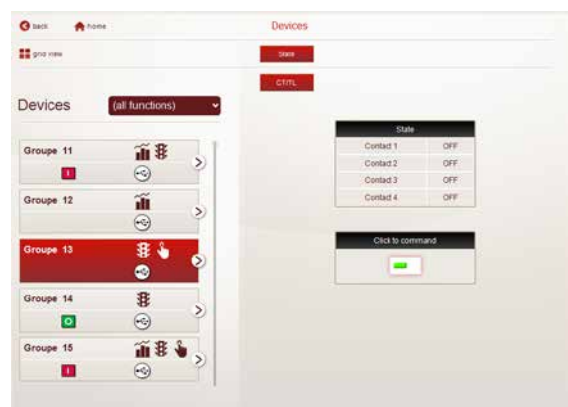 back home Devices
grid view State
CT/TL
Devices (all functions)
Groupe 11
I
Groupe 12
Groupe 13
Groupe 14
O
Groupe 15
I
State
Contact 1 OFF
Contact 2 OFF
Contact 3 OFF
Contact 4 OFF
Click to command